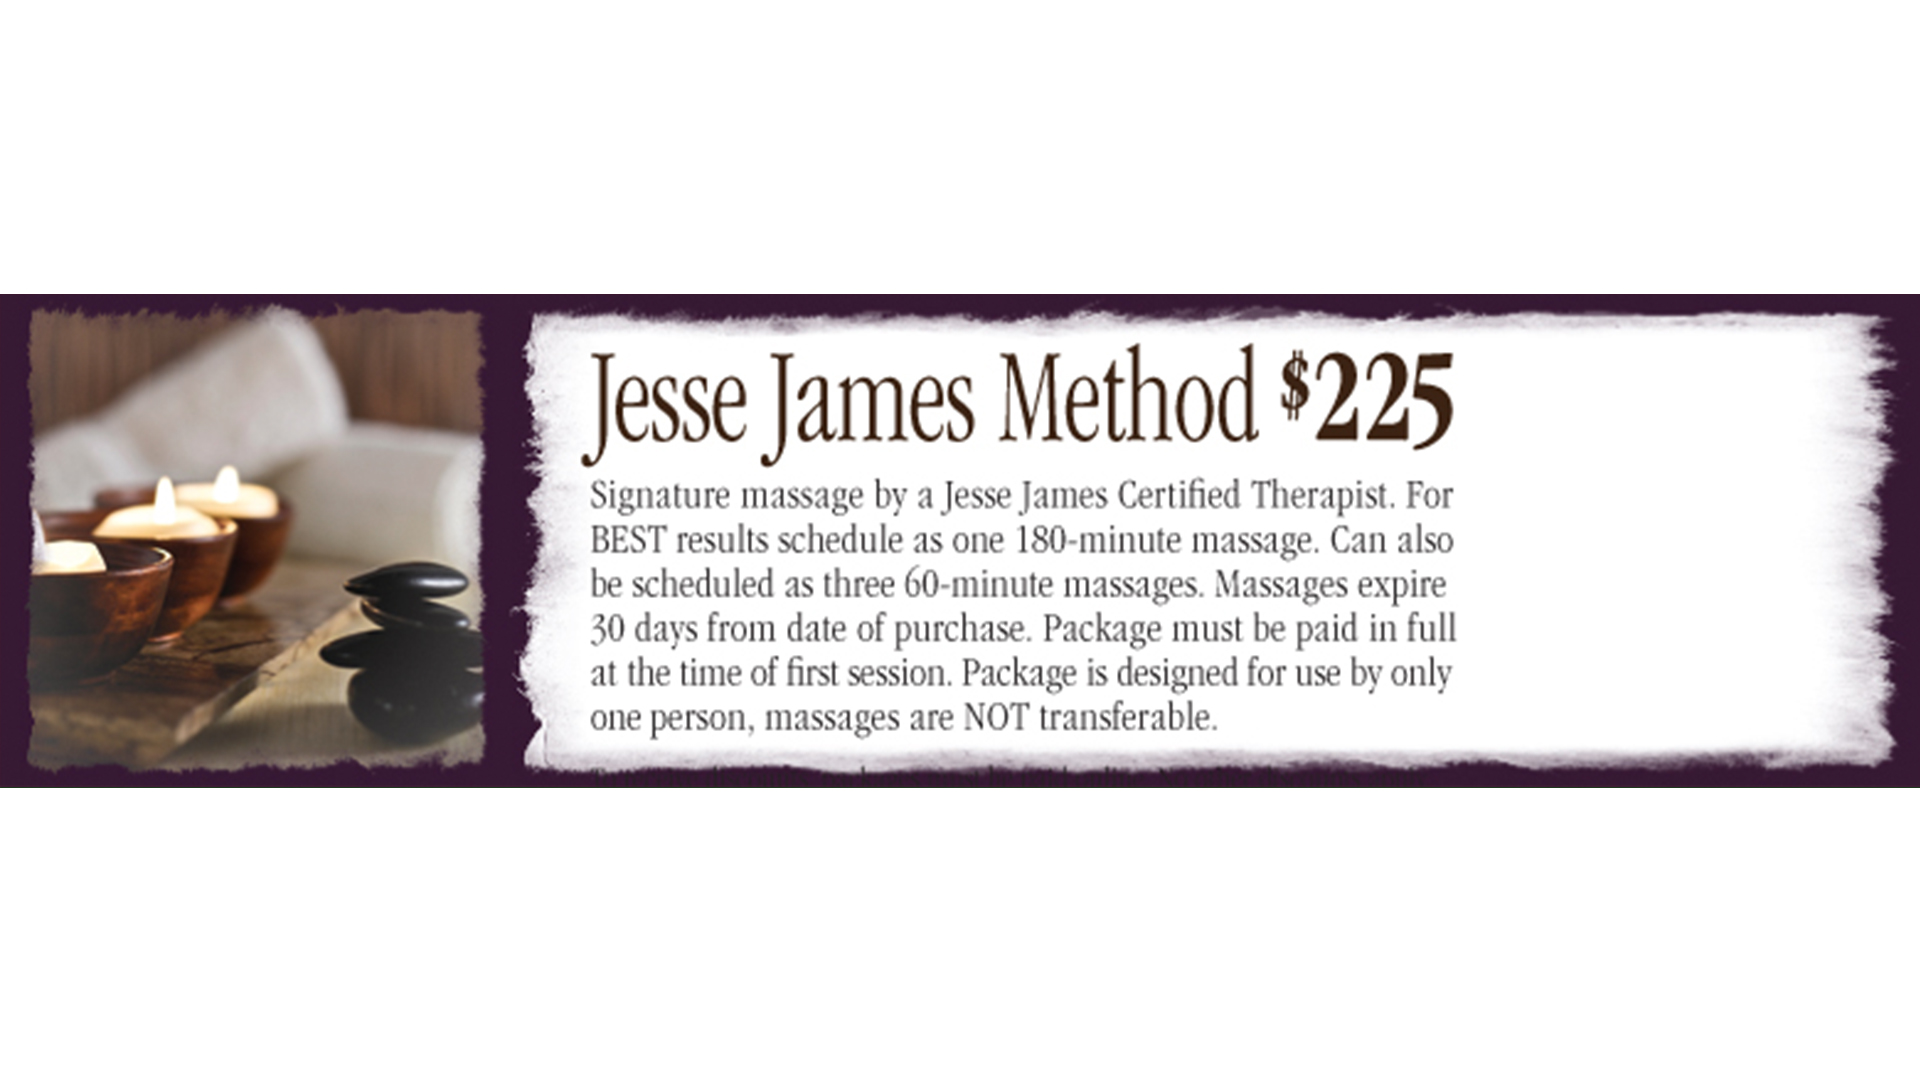 Jesse James Method $225
Signature massage by a Jesse James Certified Therapist. For
BEST results schedule as one 180-minute massage. Can also
be scheduled as three 60-minute massages. Massages expire
30 days from date of purchase. Package must be paid in full
at the time of first session. Package is designed for use by only
one person, massages are NOT transferable.